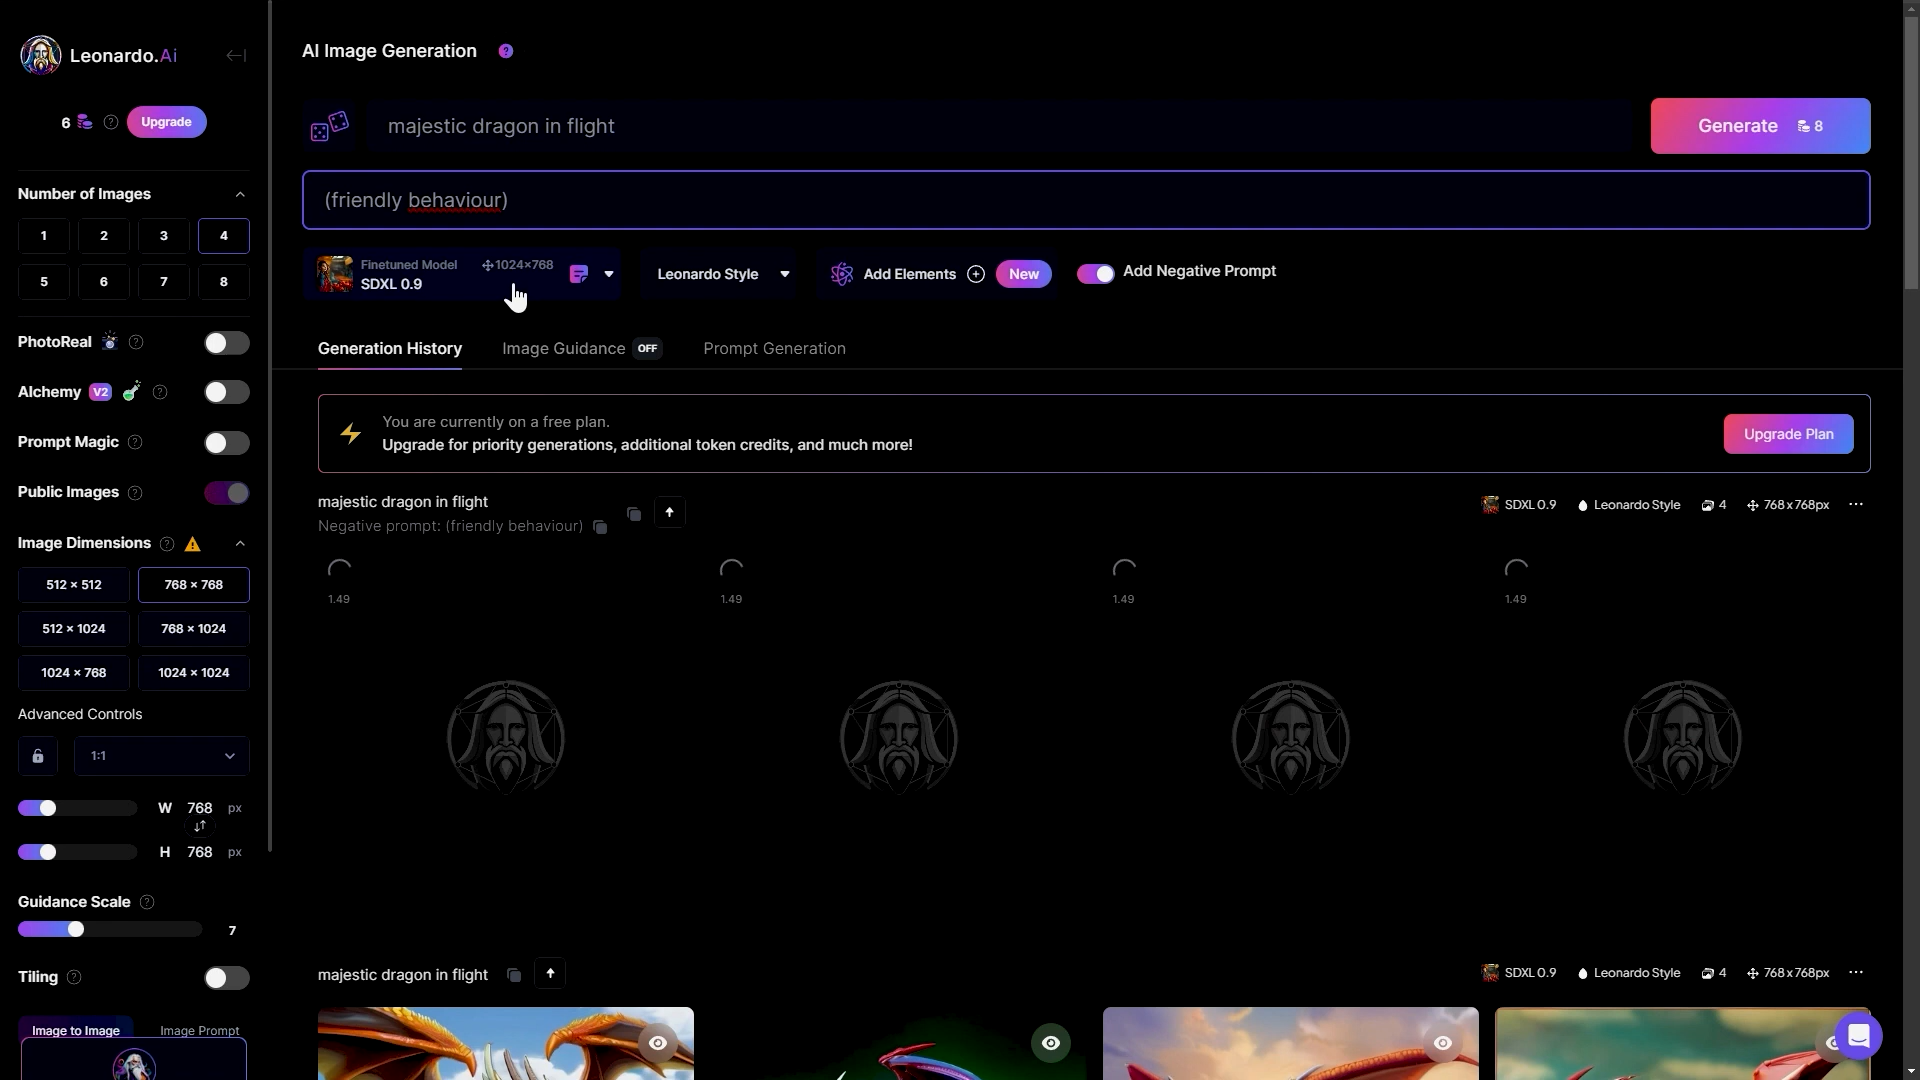 Leonardo.Ai
6
Upgrade
Number of Images
1
2
3
4
5
6
7
8
PhotoReal
Alchemy V2
Prompt Magic
Public Images
Image Dimensions
512 × 512
768 × 768
512 × 1024
768 × 1024
1024 × 768
1024 × 1024
Advanced Controls
1:1
W 768 px
H 768 px
Guidance Scale
7
Tiling
Image to Image
Image Prompt
AI Image Generation ?
majestic dragon in flight
Generate 8
(friendly behaviour)
Finetuned Model
1024×768
SDXL 0.9
Leonardo Style
Add Elements
New
Add Negative Prompt
Generation History
Image Guidance OFF
Prompt Generation
You are currently on a free plan.
Upgrade for priority generations, additional token credits, and much more!
Upgrade Plan
majestic dragon in flight
Negative prompt: (friendly behaviour)
SDXL 0.9
Leonardo Style
4
768x768px
1.49
1.49
1.49
1.49
majestic dragon in flight
SDXL 0.9
Leonardo Style
4
768x768px